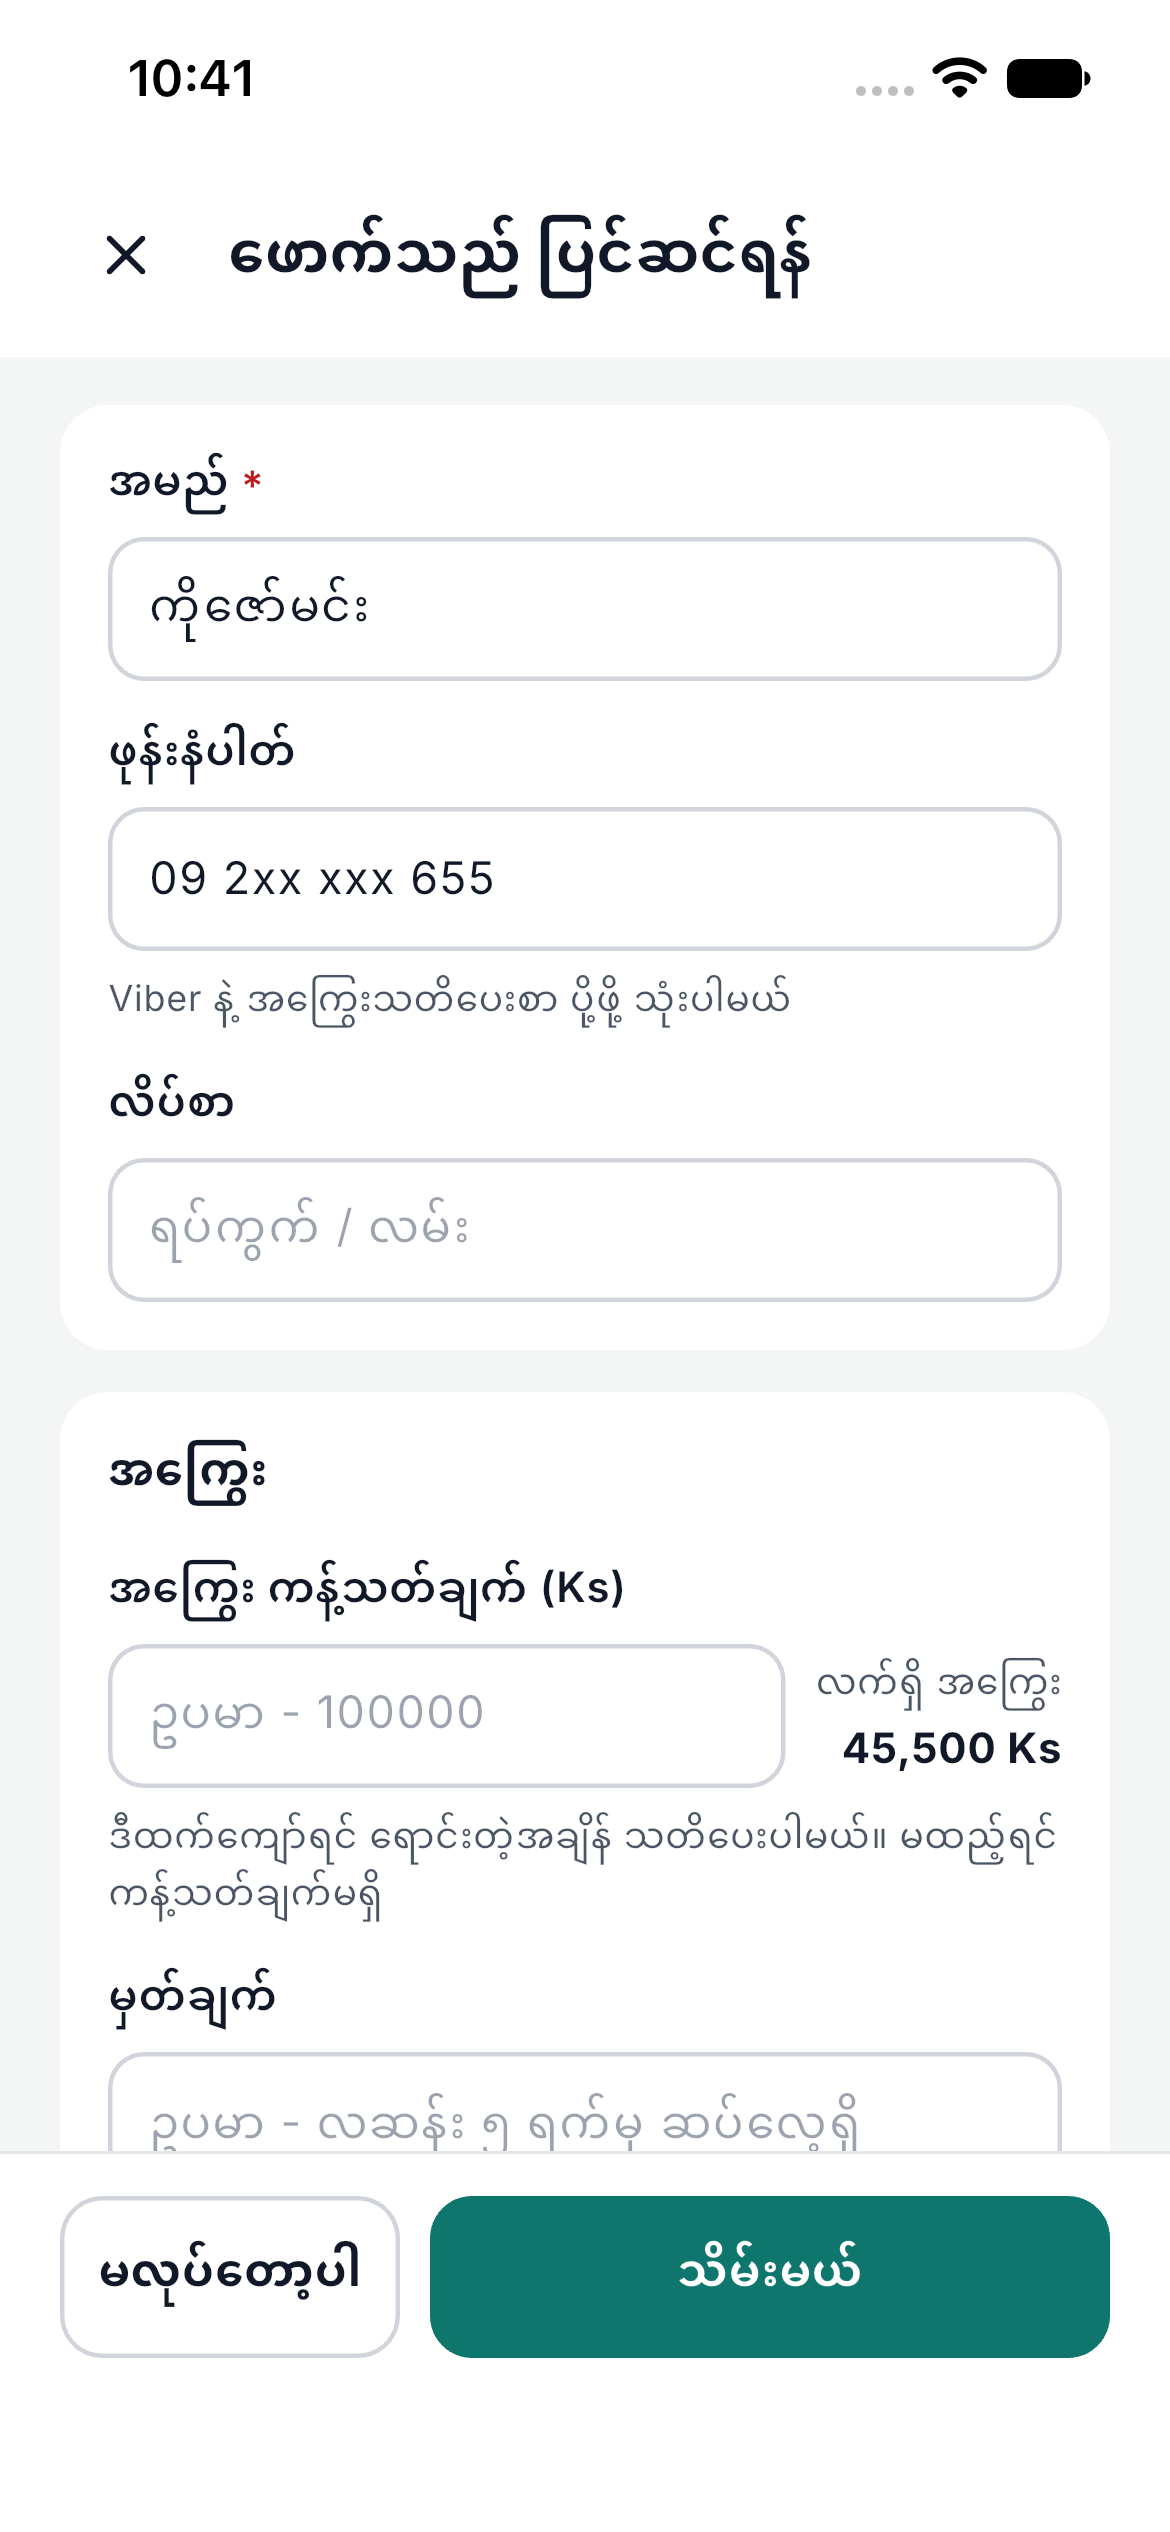 10:41
ဖောက်သည် ပြင်ဆင်ရန်
အမည် *
ကိုဇော်မင်း
ဖုန်းနံပါတ်
09 2xx xxx 655
Viber နဲ့ အကြွေးသတိပေးစာ ပို့ဖို့ သုံးပါမယ်
လိပ်စာ
ရပ်ကွက် / လမ်း
အကြွေး
အကြွေး ကန့်သတ်ချက် (Ks)
ဥပမာ - 100000
လက်ရှိ အကြွေး
45,500 Ks
ဒီထက်ကျော်ရင် ရောင်းတဲ့အချိန် သတိပေးပါမယ်။ မထည့်ရင်
ကန့်သတ်ချက်မရှိ
မှတ်ချက်
ဥပမာ - လဆန်း ၅ ရက်မှ ဆပ်လေ့ရှိ
မလုပ်တော့ပါ
သိမ်းမယ်